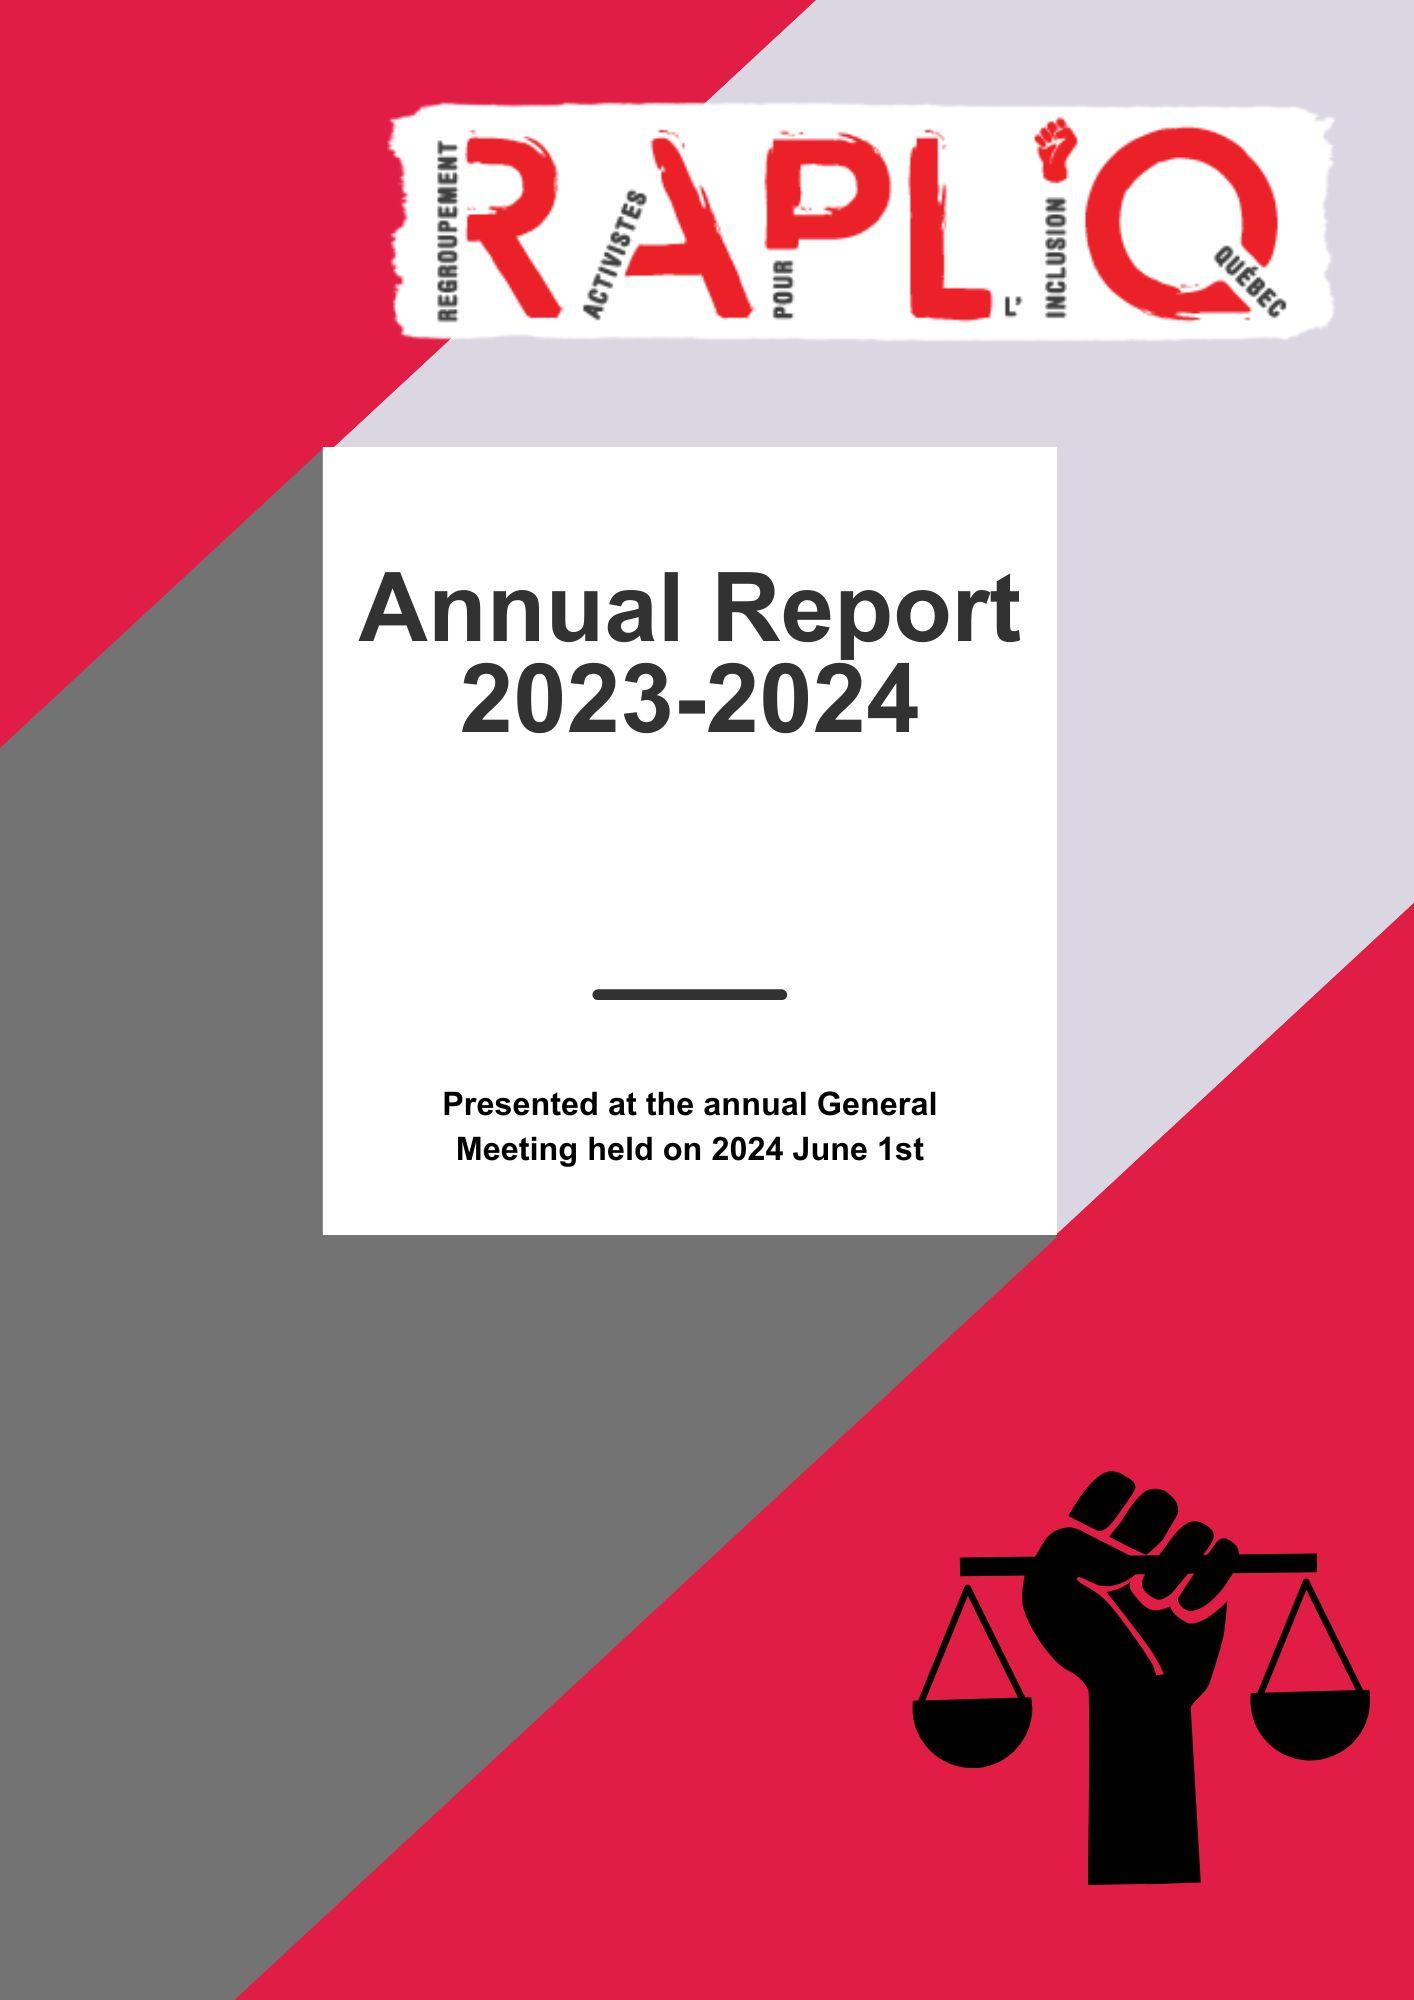 RAPLIQ
REGROUPEMENT
ACTIVISTES
POUR
L'
INCLUSION
QUÉBEC
Annual Report
2023-2024
Presented at the annual General
Meeting held on 2024 June 1st